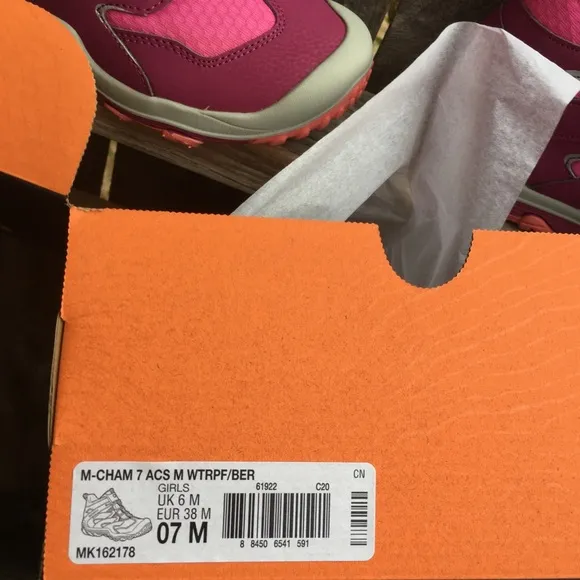 M-CHAM 7 ACS M WTRPF/BER CN
GIRLS 61922 C20
UK 6 M
EUR 38 M
07 M
8 8450 6541 591
MK162178